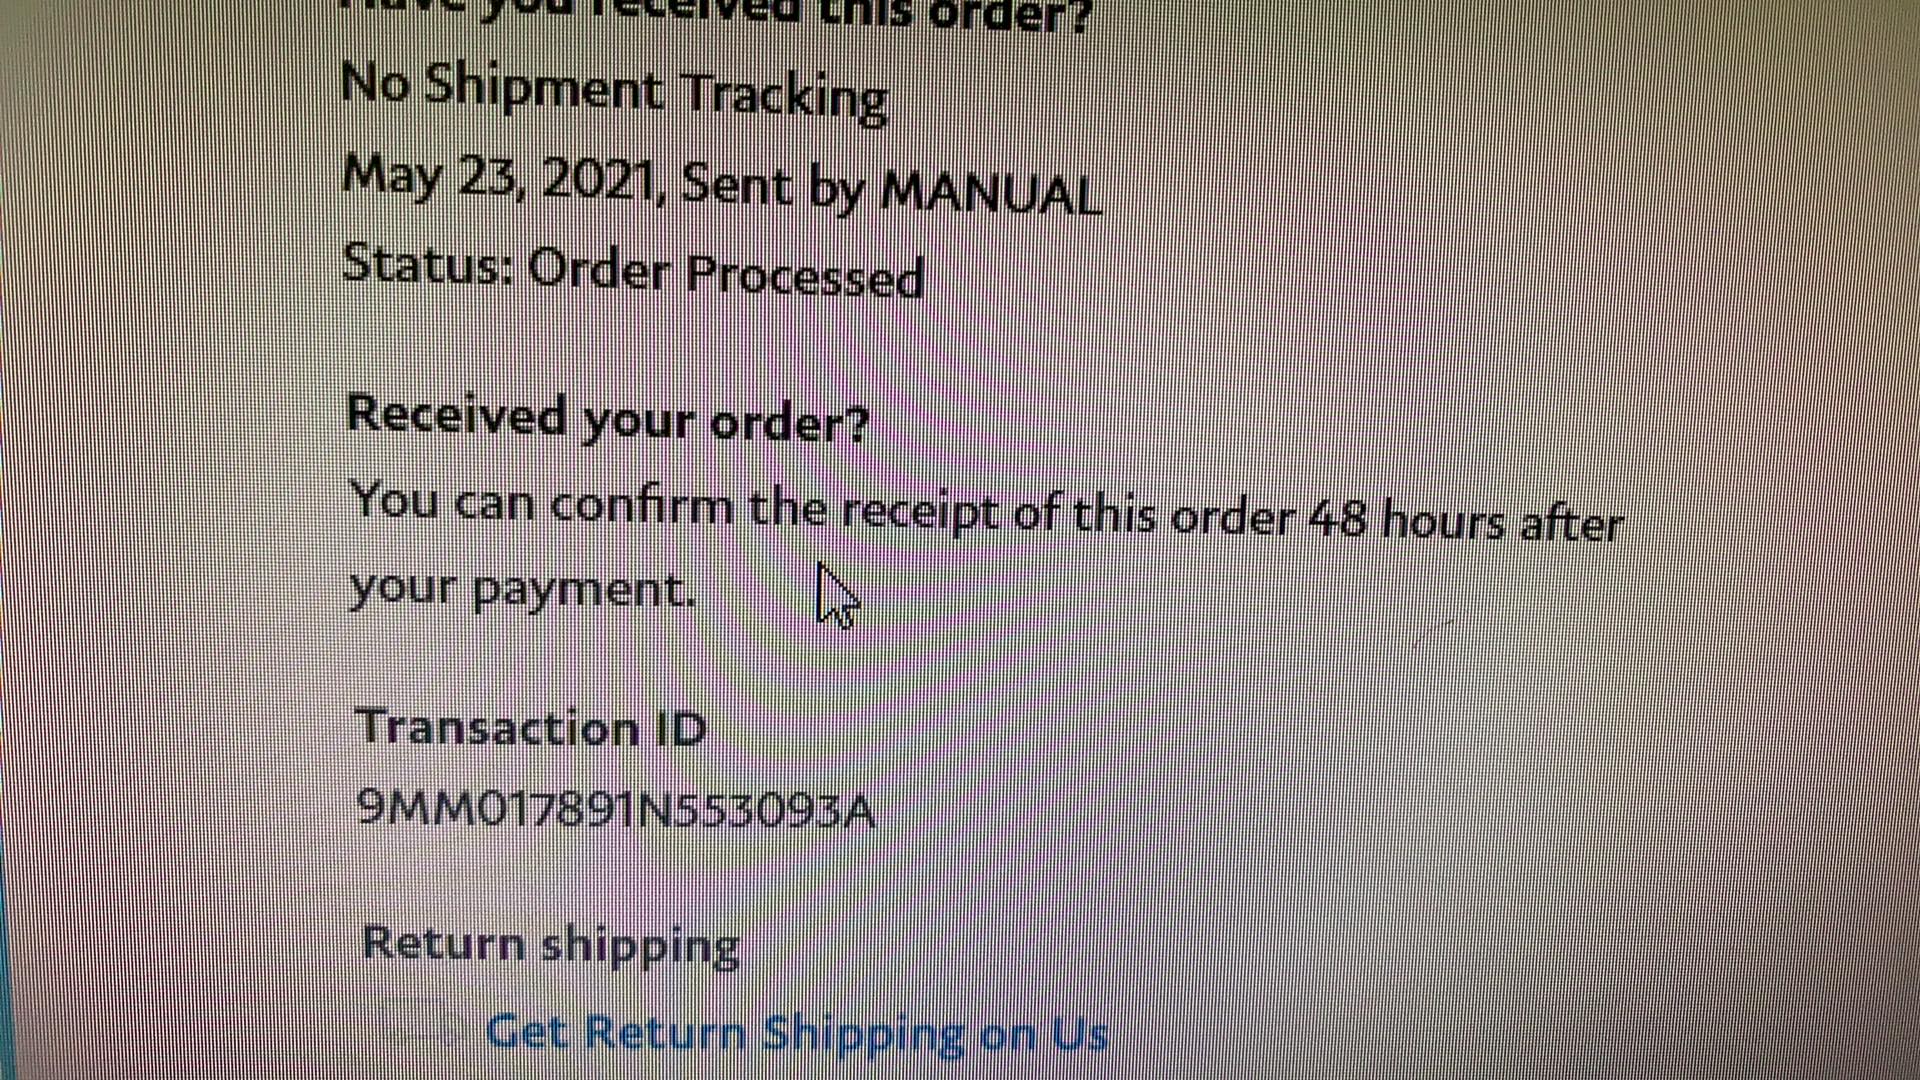 Have you received this order?
No Shipment Tracking
May 23, 2021, Sent by MANUAL
Status: Order Processed
Received your order?
You can confirm the receipt of this order 48 hours after
your payment.
Transaction ID
9MM017891N553093A
Return shipping
Get Return Shipping on Us